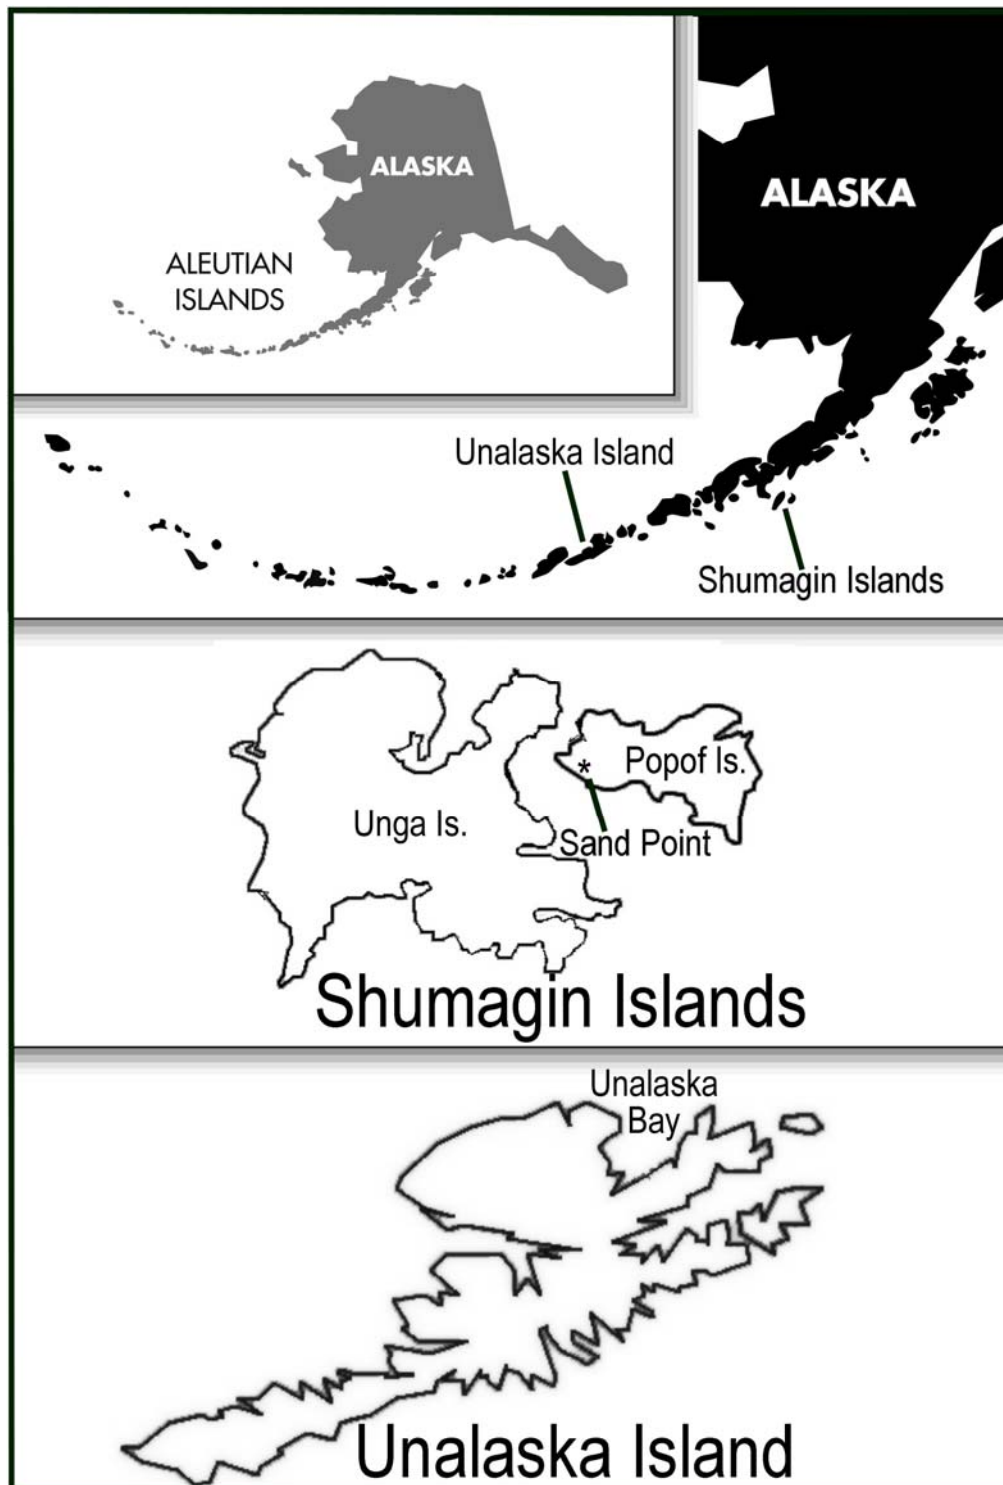 ALASKA
ALEUTIAN
ISLANDS
ALASKA
Unalaska Island
Shumagin Islands
Popof Is.
Unga Is.
*
Sand Point
Shumagin Islands
Unalaska
Bay
Unalaska Island